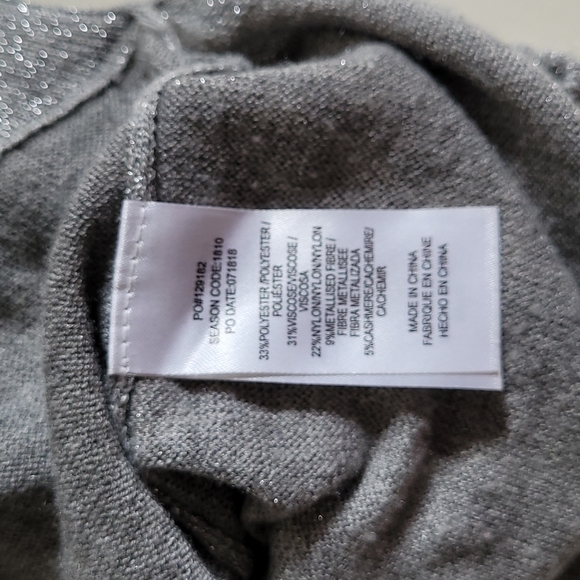 PO#129182
SEASON CODE:1810
PO DATE:071818
33%POLYESTER/POLYESTER/
POLIÉSTER
31%VISCOSE/VISCOSE/
VISCOSA
22%NYLON/NYLON/NYLON
9%METALLISED FIBRE/
FIBRE METALLISEE
FIBRA METALIZADA
5%CASHMERE/CACHEMIRE/
CACHEMIR
MADE IN CHINA
FABRIQUE EN CHINE
HECHO EN CHINA